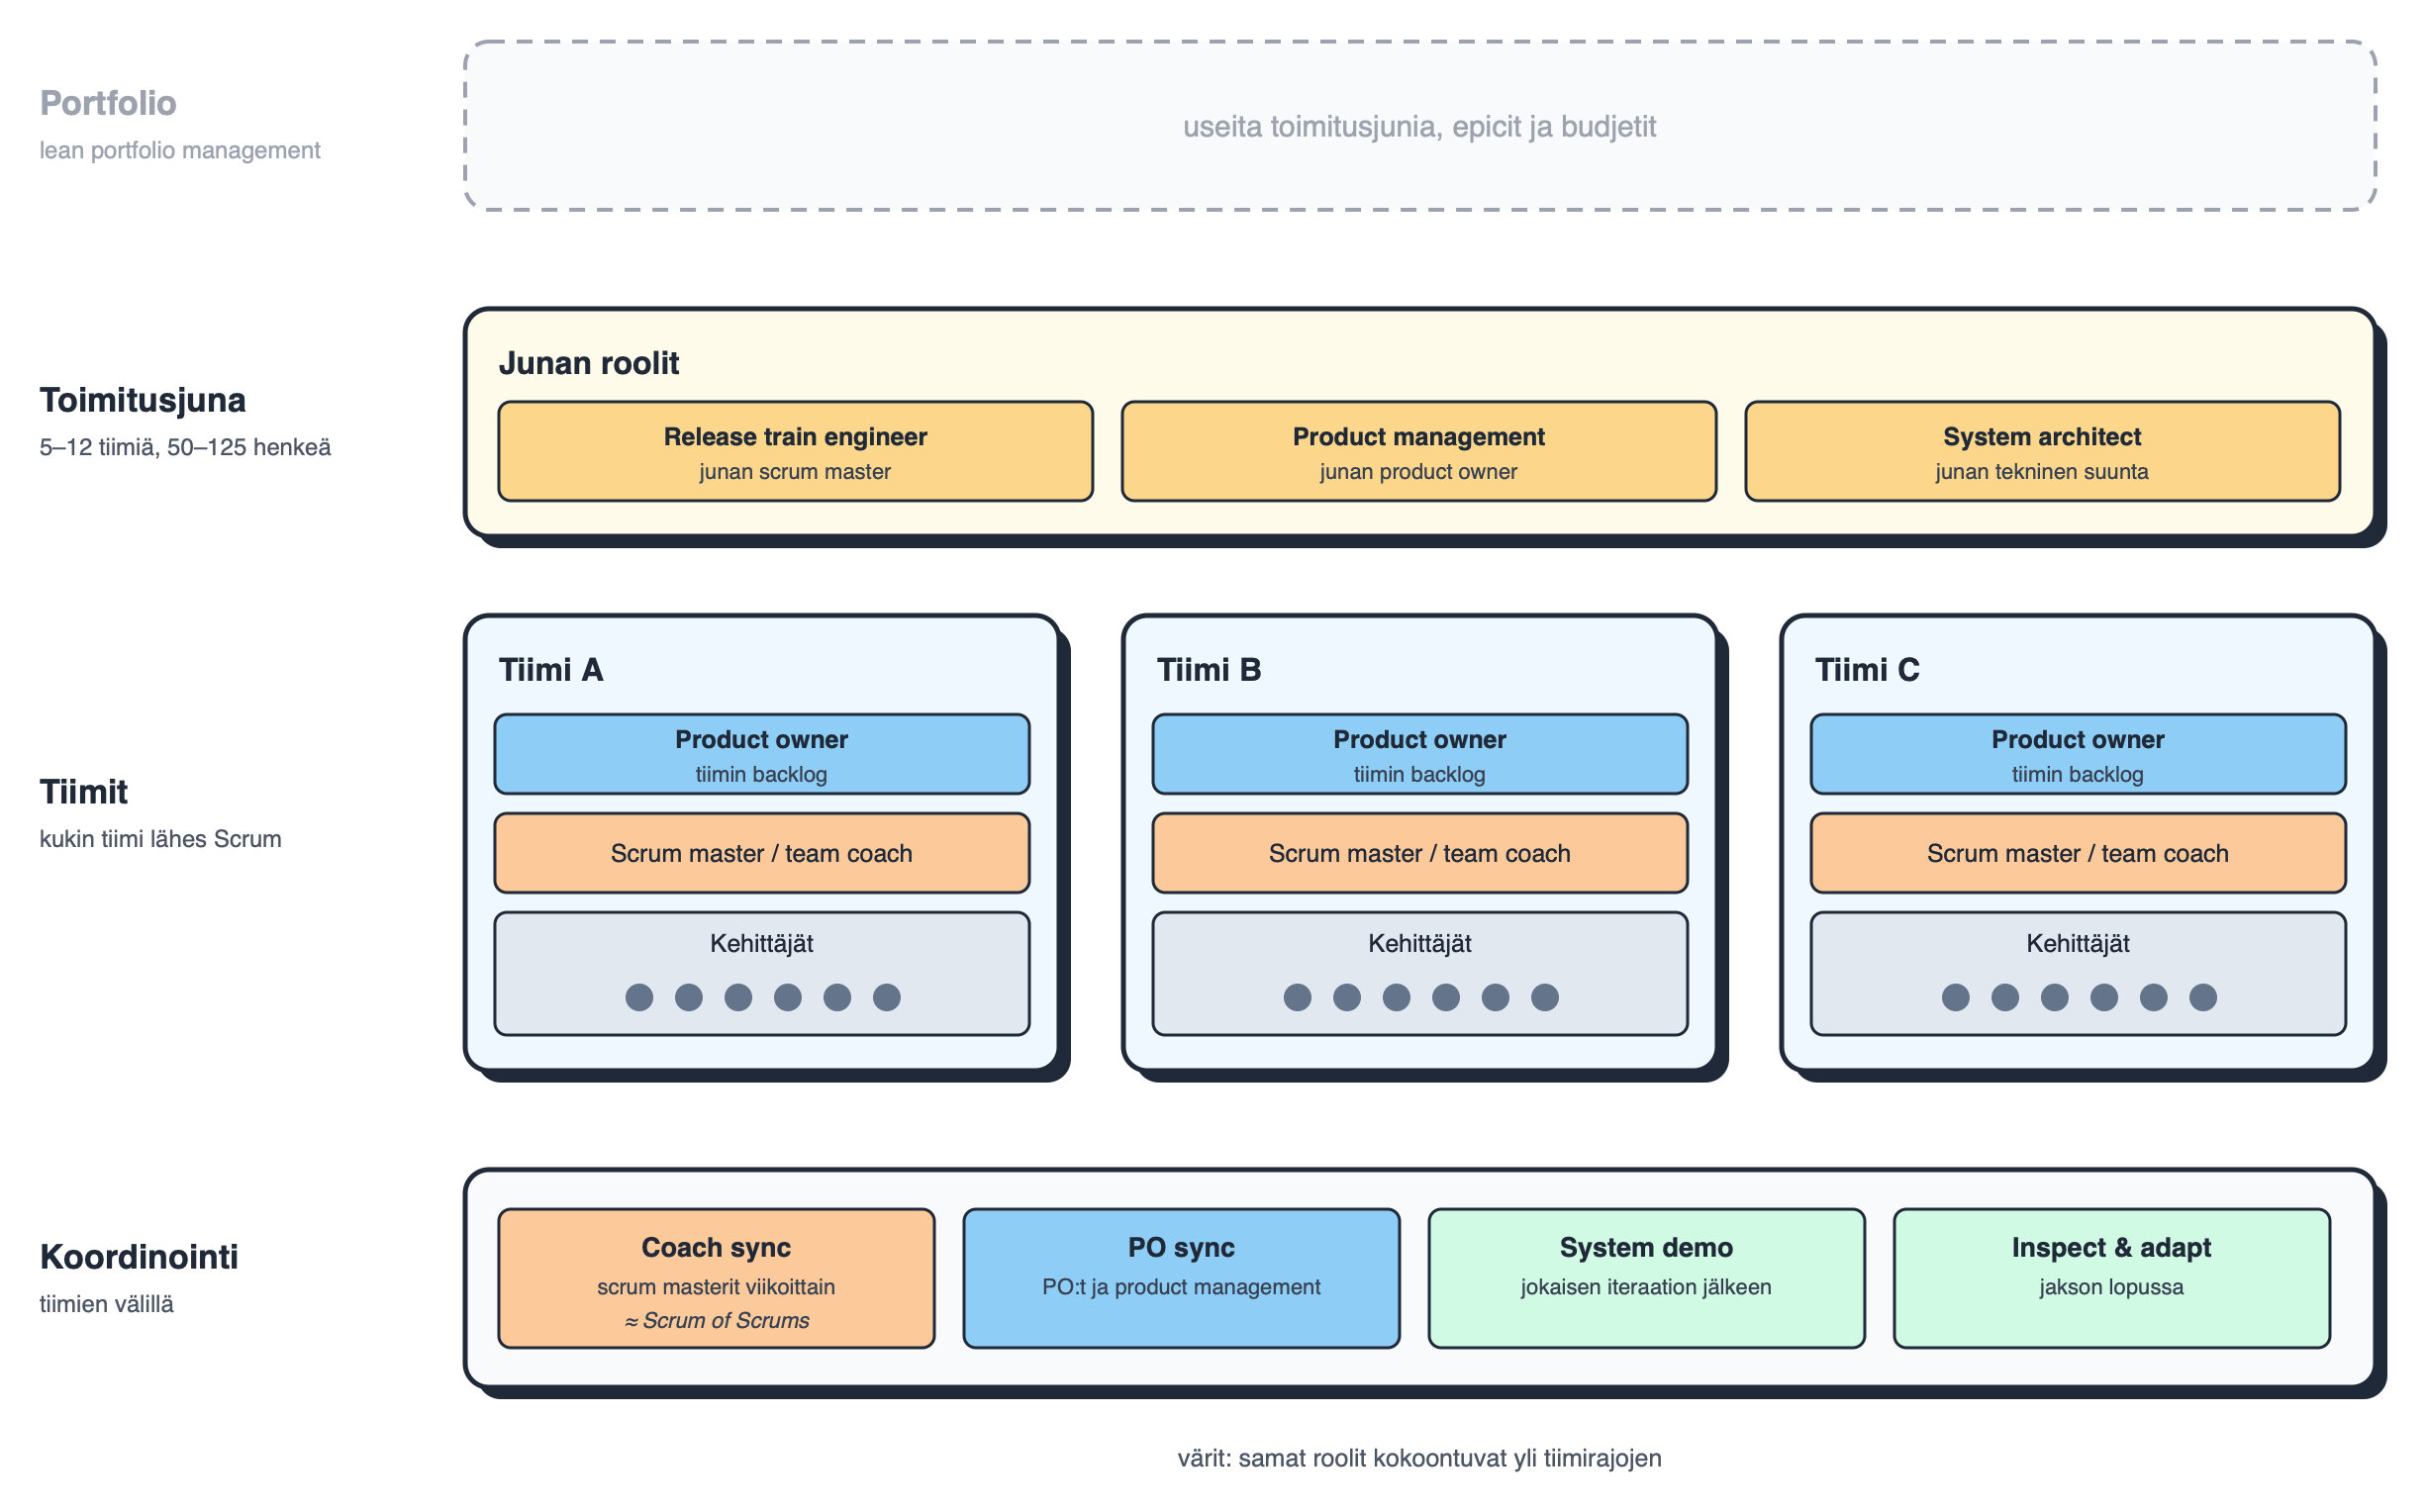 Portfolio
lean portfolio management
useita toimitusjunia, epicit ja budjetit
Toimitusjuna
5–12 tiimiä, 50–125 henkeä
Junan roolit
Release train engineer
junan scrum master
Product management
junan product owner
System architect
junan tekninen suunta
Tiimit
kukin tiimi lähes Scrum
Tiimi A
Product owner
tiimin backlog
Scrum master / team coach
Kehittäjät
Tiimi B
Product owner
tiimin backlog
Scrum master / team coach
Kehittäjät
Tiimi C
Product owner
tiimin backlog
Scrum master / team coach
Kehittäjät
Koordinointi
tiimien välillä
Coach sync
scrum masterit viikoittain
≈ Scrum of Scrums
PO sync
PO:t ja product management
System demo
jokaisen iteraation jälkeen
Inspect & adapt
jakson lopussa
värit: samat roolit kokoontuvat yli tiimirajojen